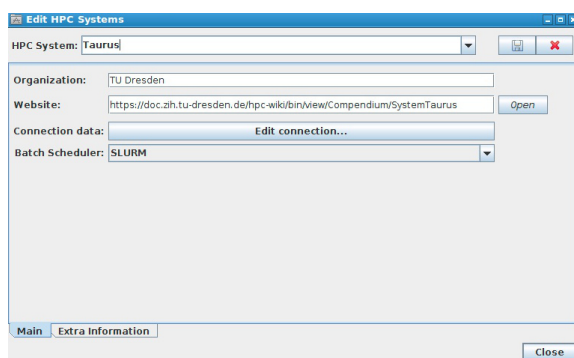 Edit HPC Systems
HPC System: Taurus
Organization: TU Dresden
Website: https://doc.zih.tu-dresden.de/hpc-wiki/bin/view/Compendium/SystemTaurus Open
Connection data: Edit connection...
Batch Scheduler: SLURM
Main Extra Information
Close